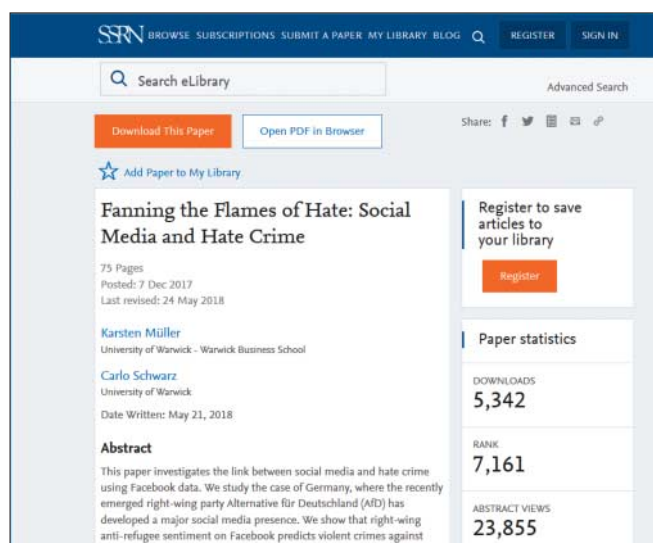 SSRN BROWSE SUBSCRIPTIONS SUBMIT A PAPER MY LIBRARY BLOG REGISTER SIGN IN
Search eLibrary
Advanced Search
Download This Paper
Open PDF in Browser
Share:
Add Paper to My Library
Fanning the Flames of Hate: Social
Media and Hate Crime
75 Pages
Posted: 7 Dec 2017
Last revised: 24 May 2018
Karsten Müller
University of Warwick - Warwick Business School
Carlo Schwarz
University of Warwick
Date Written: May 21, 2018
Abstract
This paper investigates the link between social media and hate crime
using Facebook data. We study the case of Germany, where the recently
emerged right-wing party Alternative für Deutschland (AfD) has
developed a major social media presence. We show that right-wing
anti-refugee sentiment on Facebook predicts violent crimes against
Register to save
articles to
your library
Register
Paper statistics
DOWNLOADS
5,342
RANK
7,161
ABSTRACT VIEWS
23,855